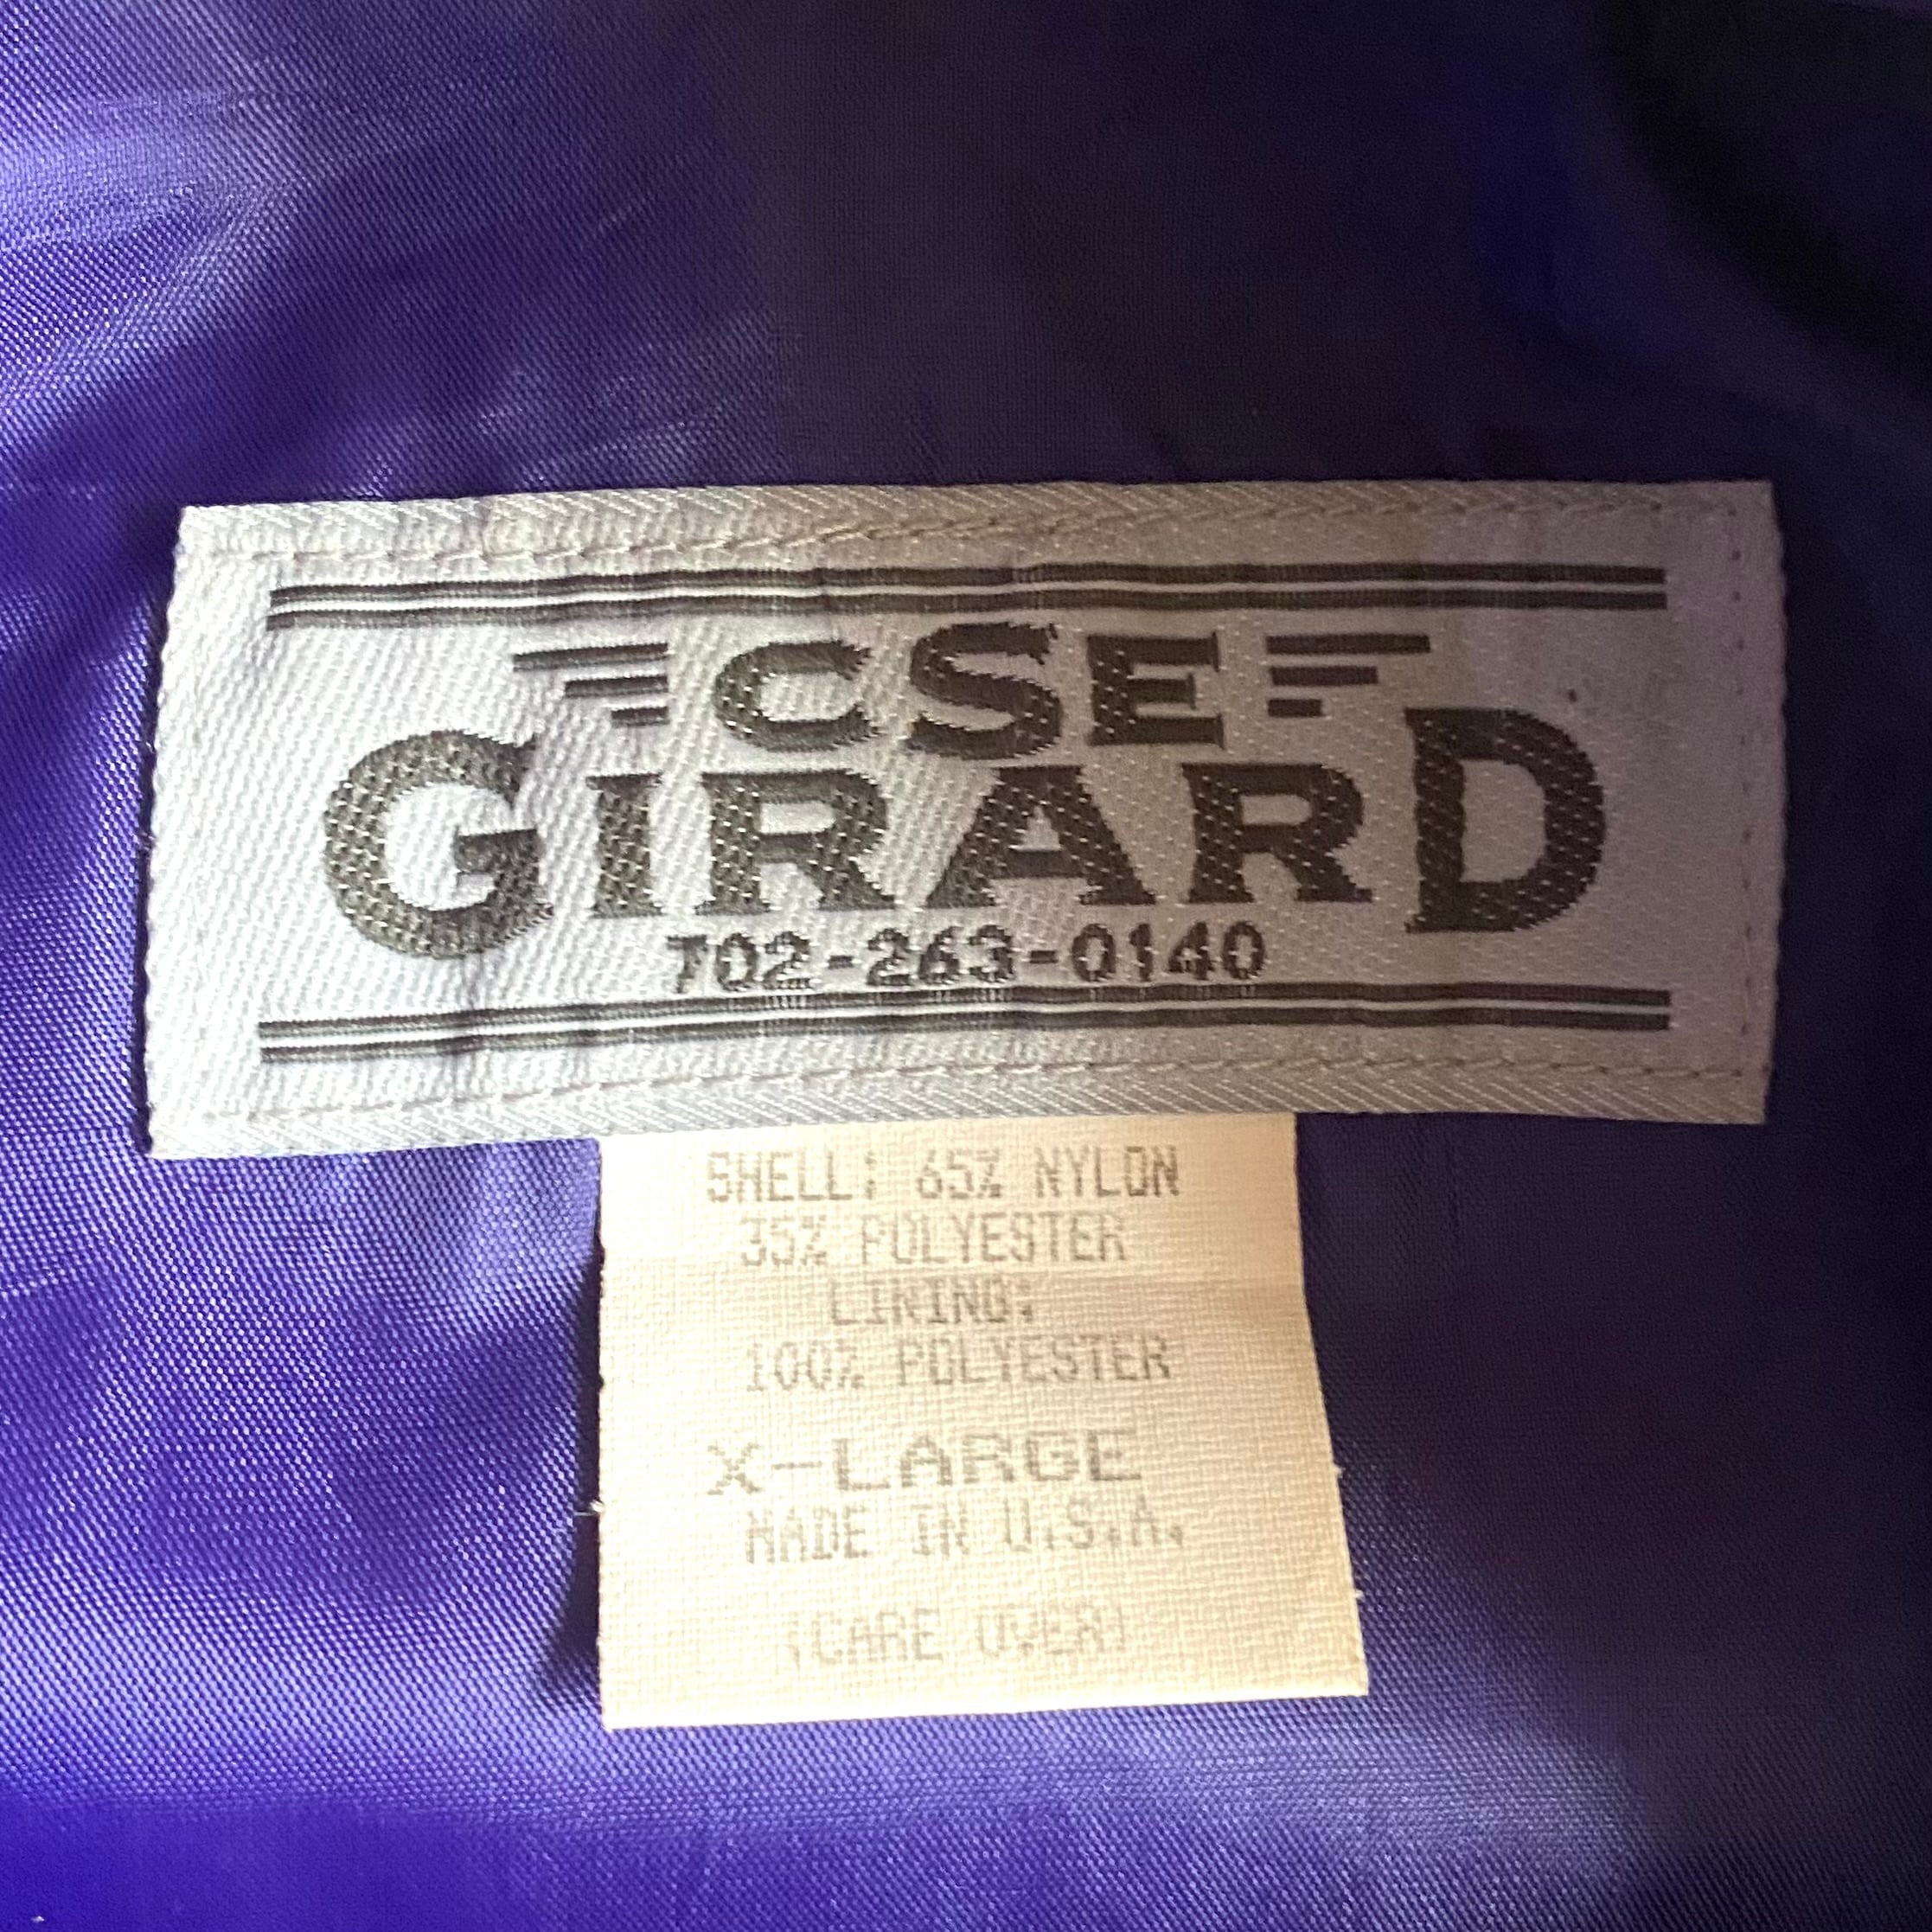 CSE
GIRARD
702-263-0140
SHELL: 65% NYLON
35% POLYESTER
LINING:
100% POLYESTER
X-LARGE
MADE IN U.S.A.
(CARE OVER)